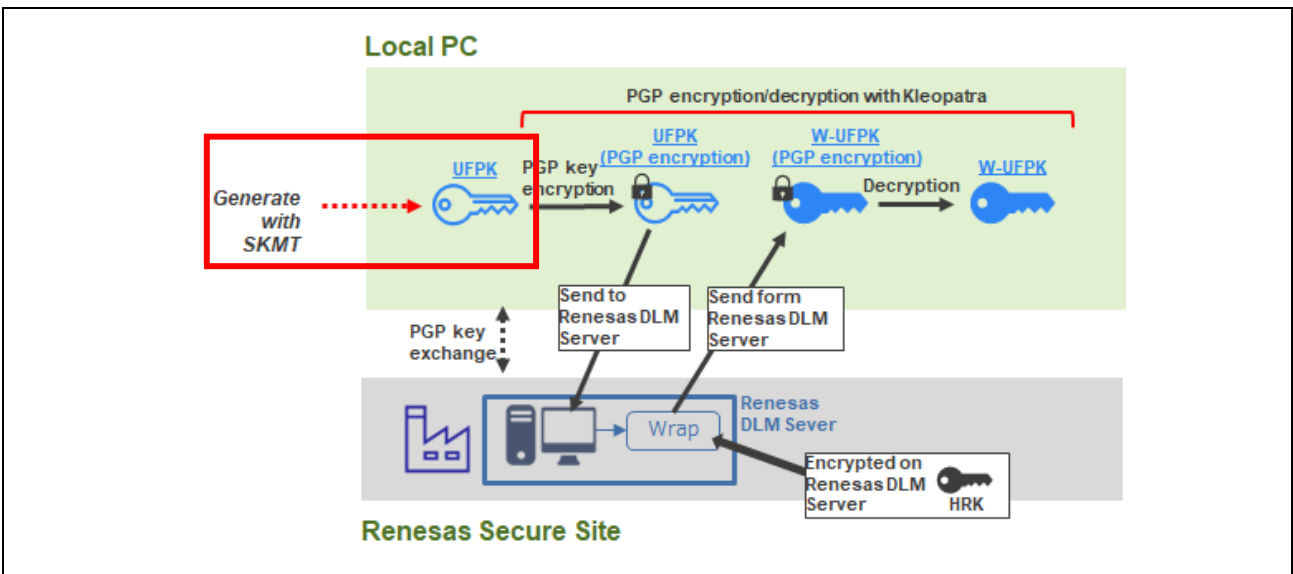 Local PC
PGP encryption/decryption with Kleopatra
UFPK
(PGP encryption)
W-UFPK
(PGP encryption)
UFPK
PGP key
encryption
Decryption
W-UFPK
Generate
with
SKMT
Send to
Renesas DLM
Server
Send form
Renesas DLM
Server
PGP key
exchange
Renesas
DLM Sever
Wrap
Encrypted on
Renesas DLM
Server
HRK
Renesas Secure Site